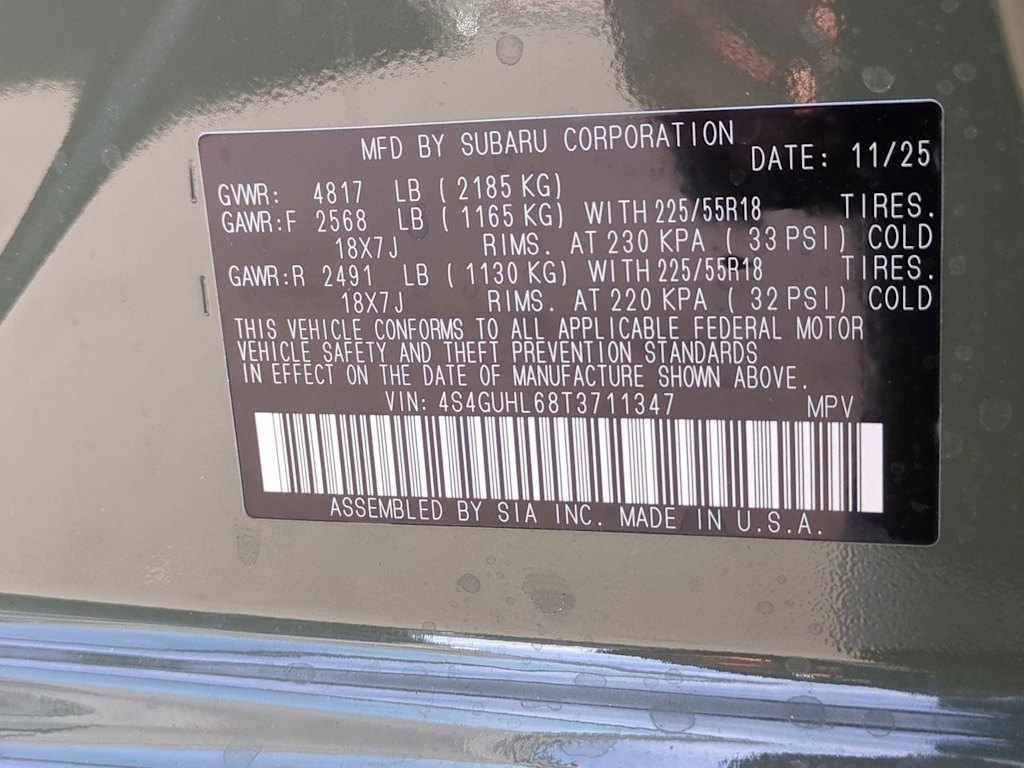 MFD BY SUBARU CORPORATION DATE: 11/25
GVWR: 4817 LB ( 2185 KG)
GAWR:F 2568 LB ( 1165 KG) WITH 225/55R18 TIRES.
18X7J RIMS. AT 230 KPA ( 33 PSI) COLD
GAWR:R 2491 LB ( 1130 KG) WITH 225/55R18 TIRES.
18X7J RIMS. AT 220 KPA ( 32 PSI) COLD
THIS VEHICLE CONFORMS TO ALL APPLICABLE FEDERAL MOTOR
VEHICLE SAFETY AND THEFT PREVENTION STANDARDS
IN EFFECT ON THE DATE OF MANUFACTURE SHOWN ABOVE.
VIN: 4S4GUHL68T3711347 MPV
ASSEMBLED BY SIA INC. MADE IN U.S.A.